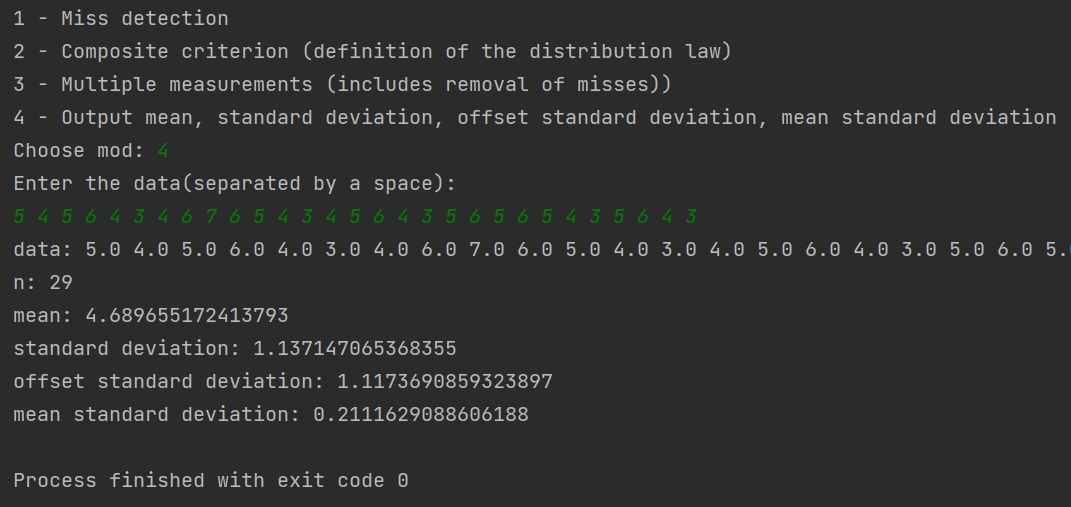 1 - Miss detection
2 - Composite criterion (definition of the distribution law)
3 - Multiple measurements (includes removal of misses))
4 - Output mean, standard deviation, offset standard deviation, mean standard deviation
Choose mod: 4
Enter the data(separated by a space):
5 4 5 6 4 3 4 6 7 6 5 4 3 4 5 6 4 3 5 6 5 6 5 4 3 5 6 4 3
data: 5.0 4.0 5.0 6.0 4.0 3.0 4.0 6.0 7.0 6.0 5.0 4.0 3.0 4.0 5.0 6.0 4.0 3.0 5.0 6.0 5.
n: 29
mean: 4.689655172413793
standard deviation: 1.137147065368355
offset standard deviation: 1.1173690859323897
mean standard deviation: 0.2111629088606188
Process finished with exit code 0